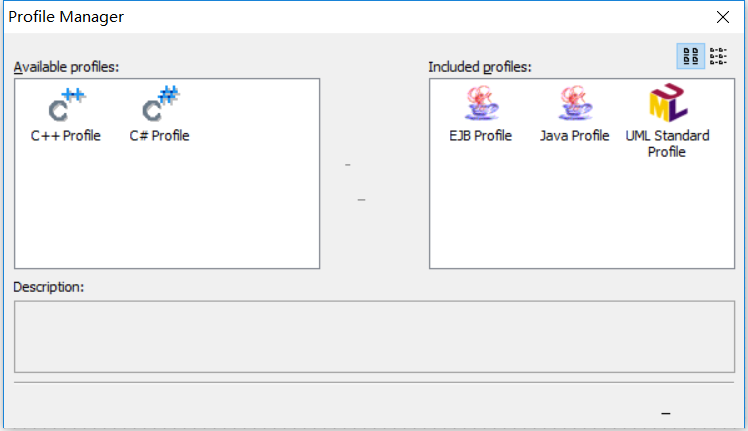 Profile Manager
Available profiles:
Included profiles:
C++ Profile
C# Profile
EJB Profile
Java Profile
UML Standard
Profile
Description: